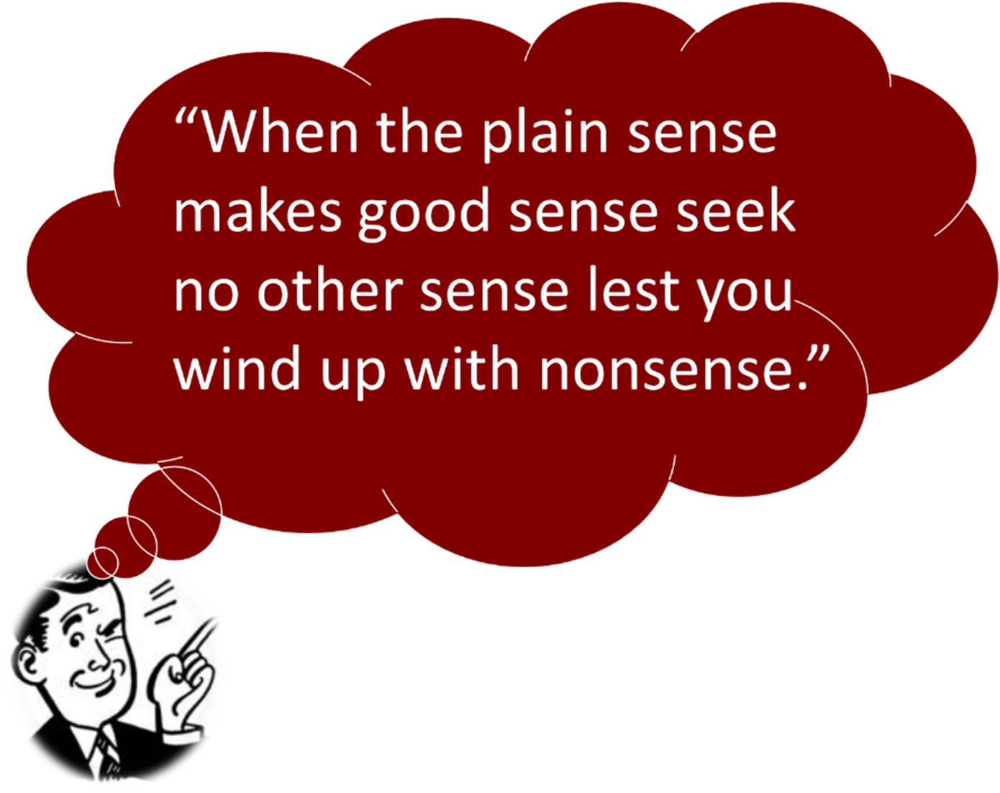 “When the plain sense
makes good sense seek
no other sense lest you
wind up with nonsense.”